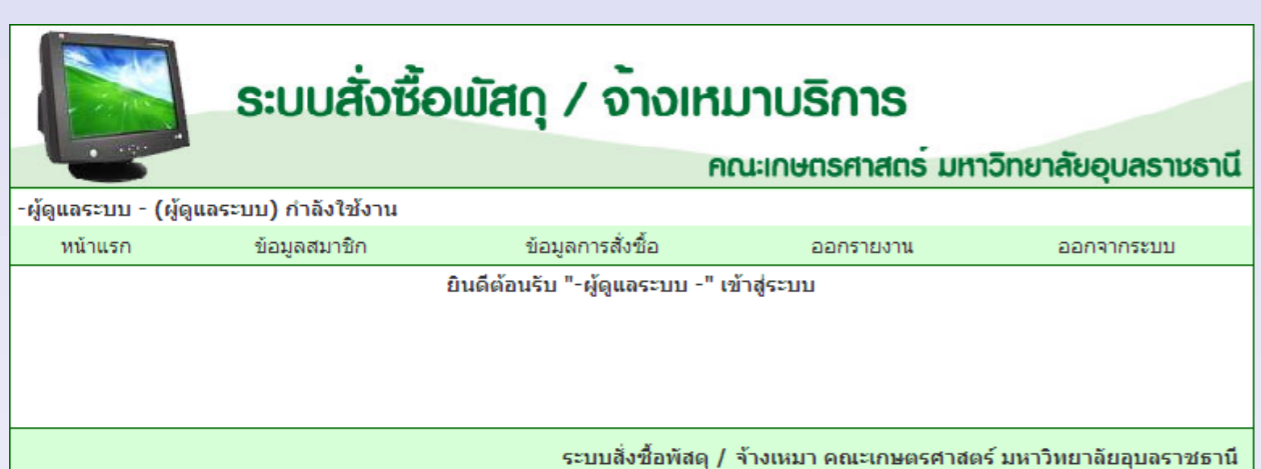 ระบบสั่งซื้อพัสดุ / จ้างเหมาบริการ
คณะเกษตรศาสตร์ มหาวิทยาลัยอุบลราชธานี
-ผู้ดูแลระบบ - (ผู้ดูแลระบบ) กำลังใช้งาน
หน้าแรก ข้อมูลสมาชิก ข้อมูลการสั่งซื้อ ออกรายงาน ออกจากระบบ
ยินดีต้อนรับ "-ผู้ดูแลระบบ -" เข้าสู่ระบบ
ระบบสั่งซื้อพัสดุ / จ้างเหมา คณะเกษตรศาสตร์ มหาวิทยาลัยอุบลราชธานี